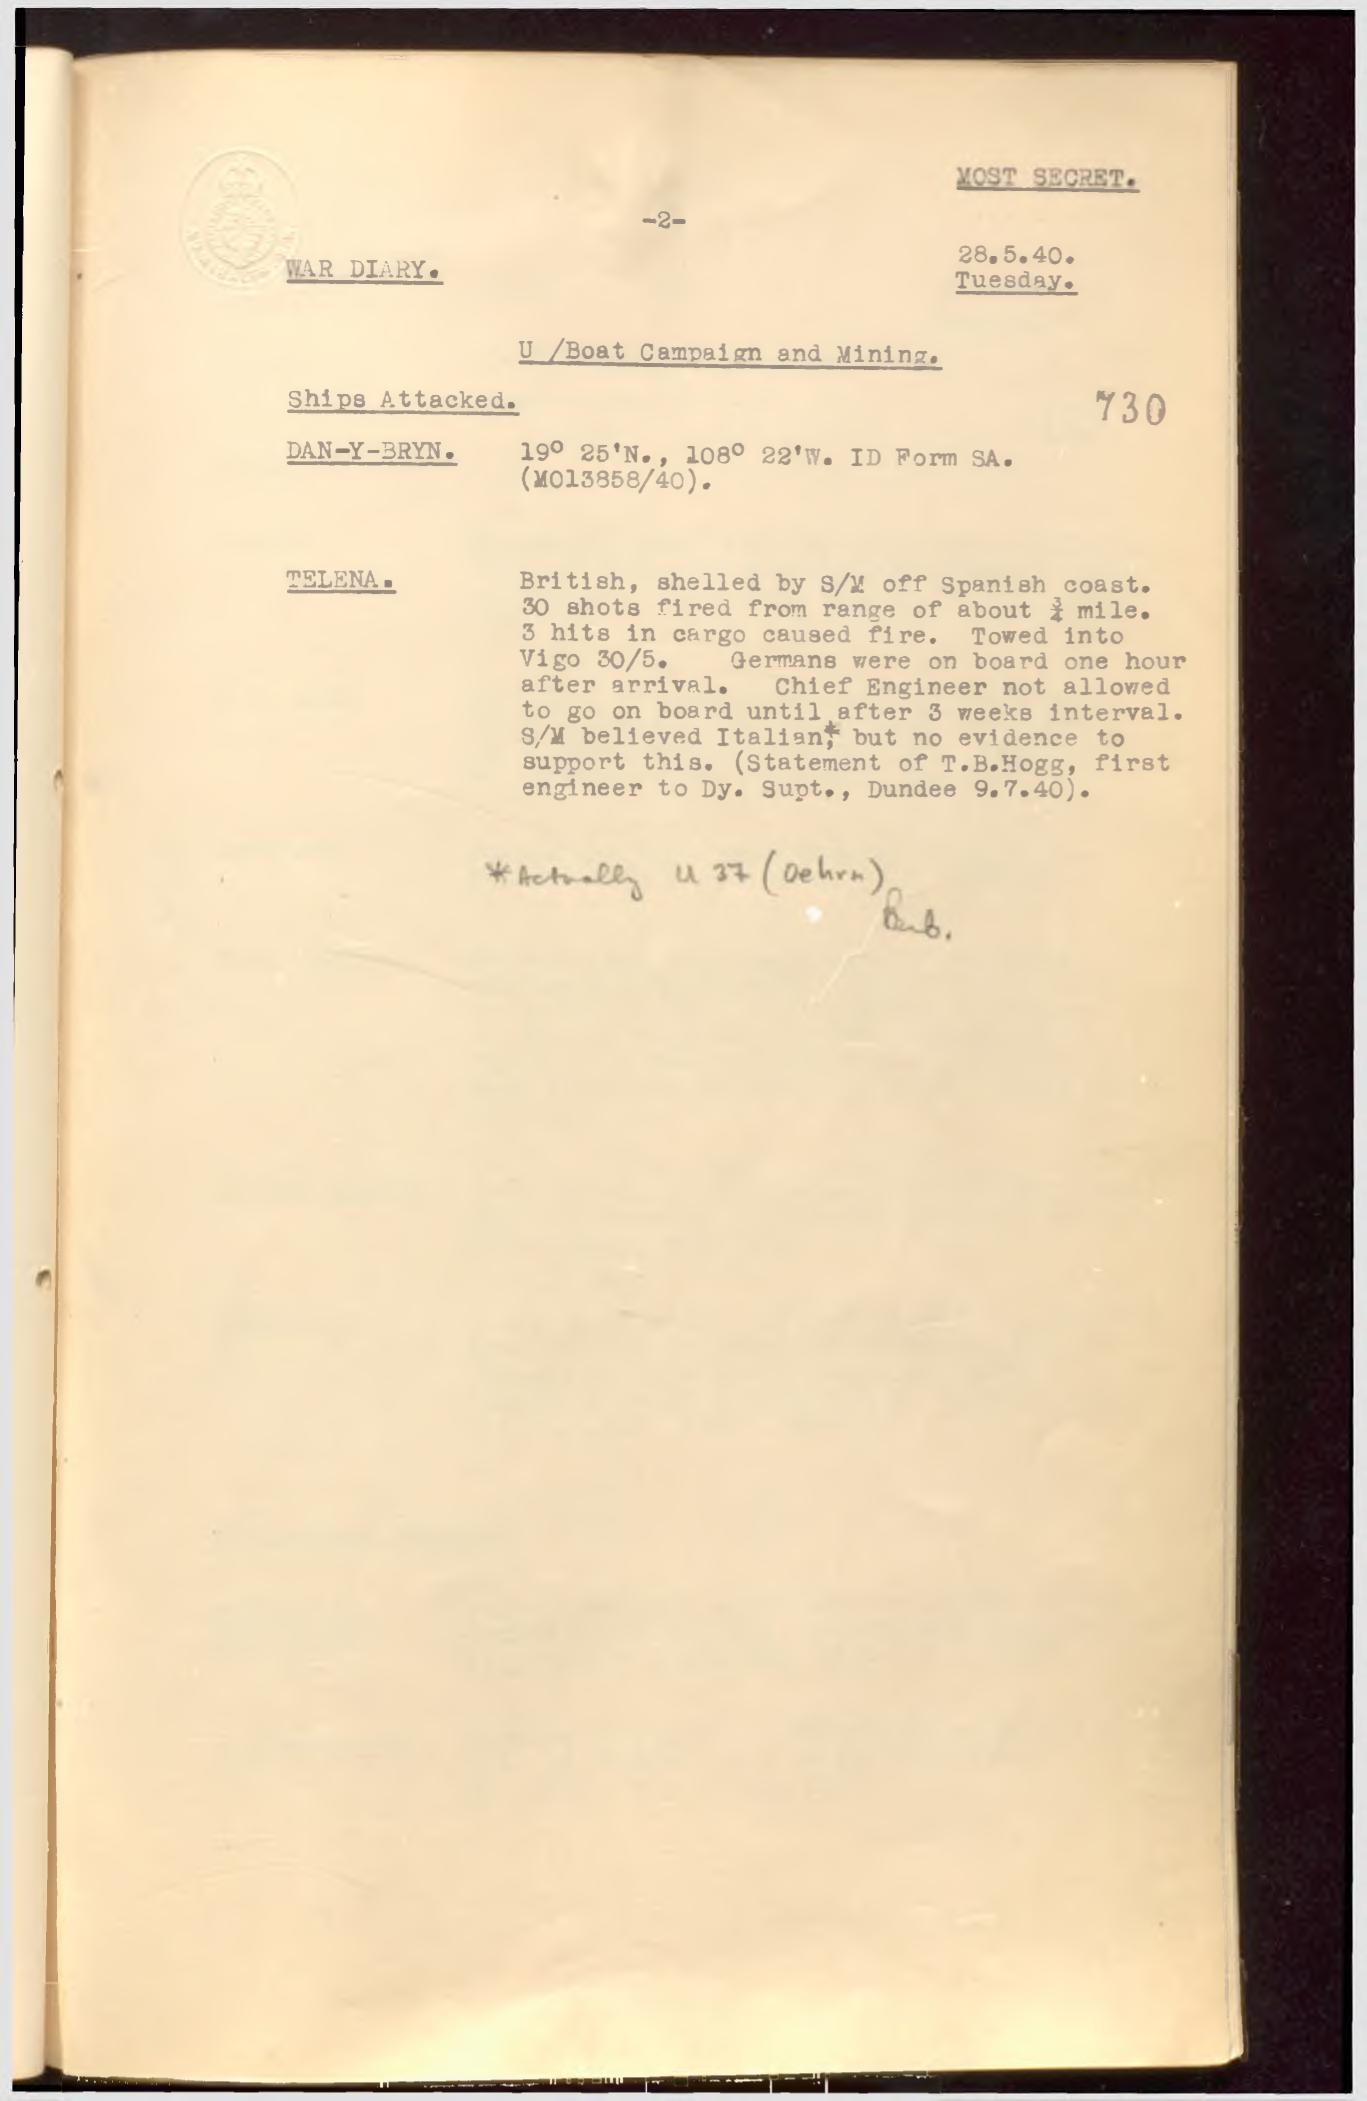 MOST SECRET.
-2-
WAR DIARY.
28.5.40.
Tuesday.
U /Boat Campaign and Mining.
Ships Attacked.
730
DAN-Y-BRYN. 19° 25'N., 108° 22'W. ID Form SA.
(M013858/40).
TELENA. British, shelled by S/M off Spanish coast.
30 shots fired from range of about ¾ mile.
3 hits in cargo caused fire. Towed into
Vigo 30/5. Germans were on board one hour
after arrival. Chief Engineer not allowed
to go on board until after 3 weeks interval.
S/M believed Italian,* but no evidence to
support this. (Statement of T.B.Hogg, first
engineer to Dy. Supt., Dundee 9.7.40).
* Actually U 37 (Oehrn)